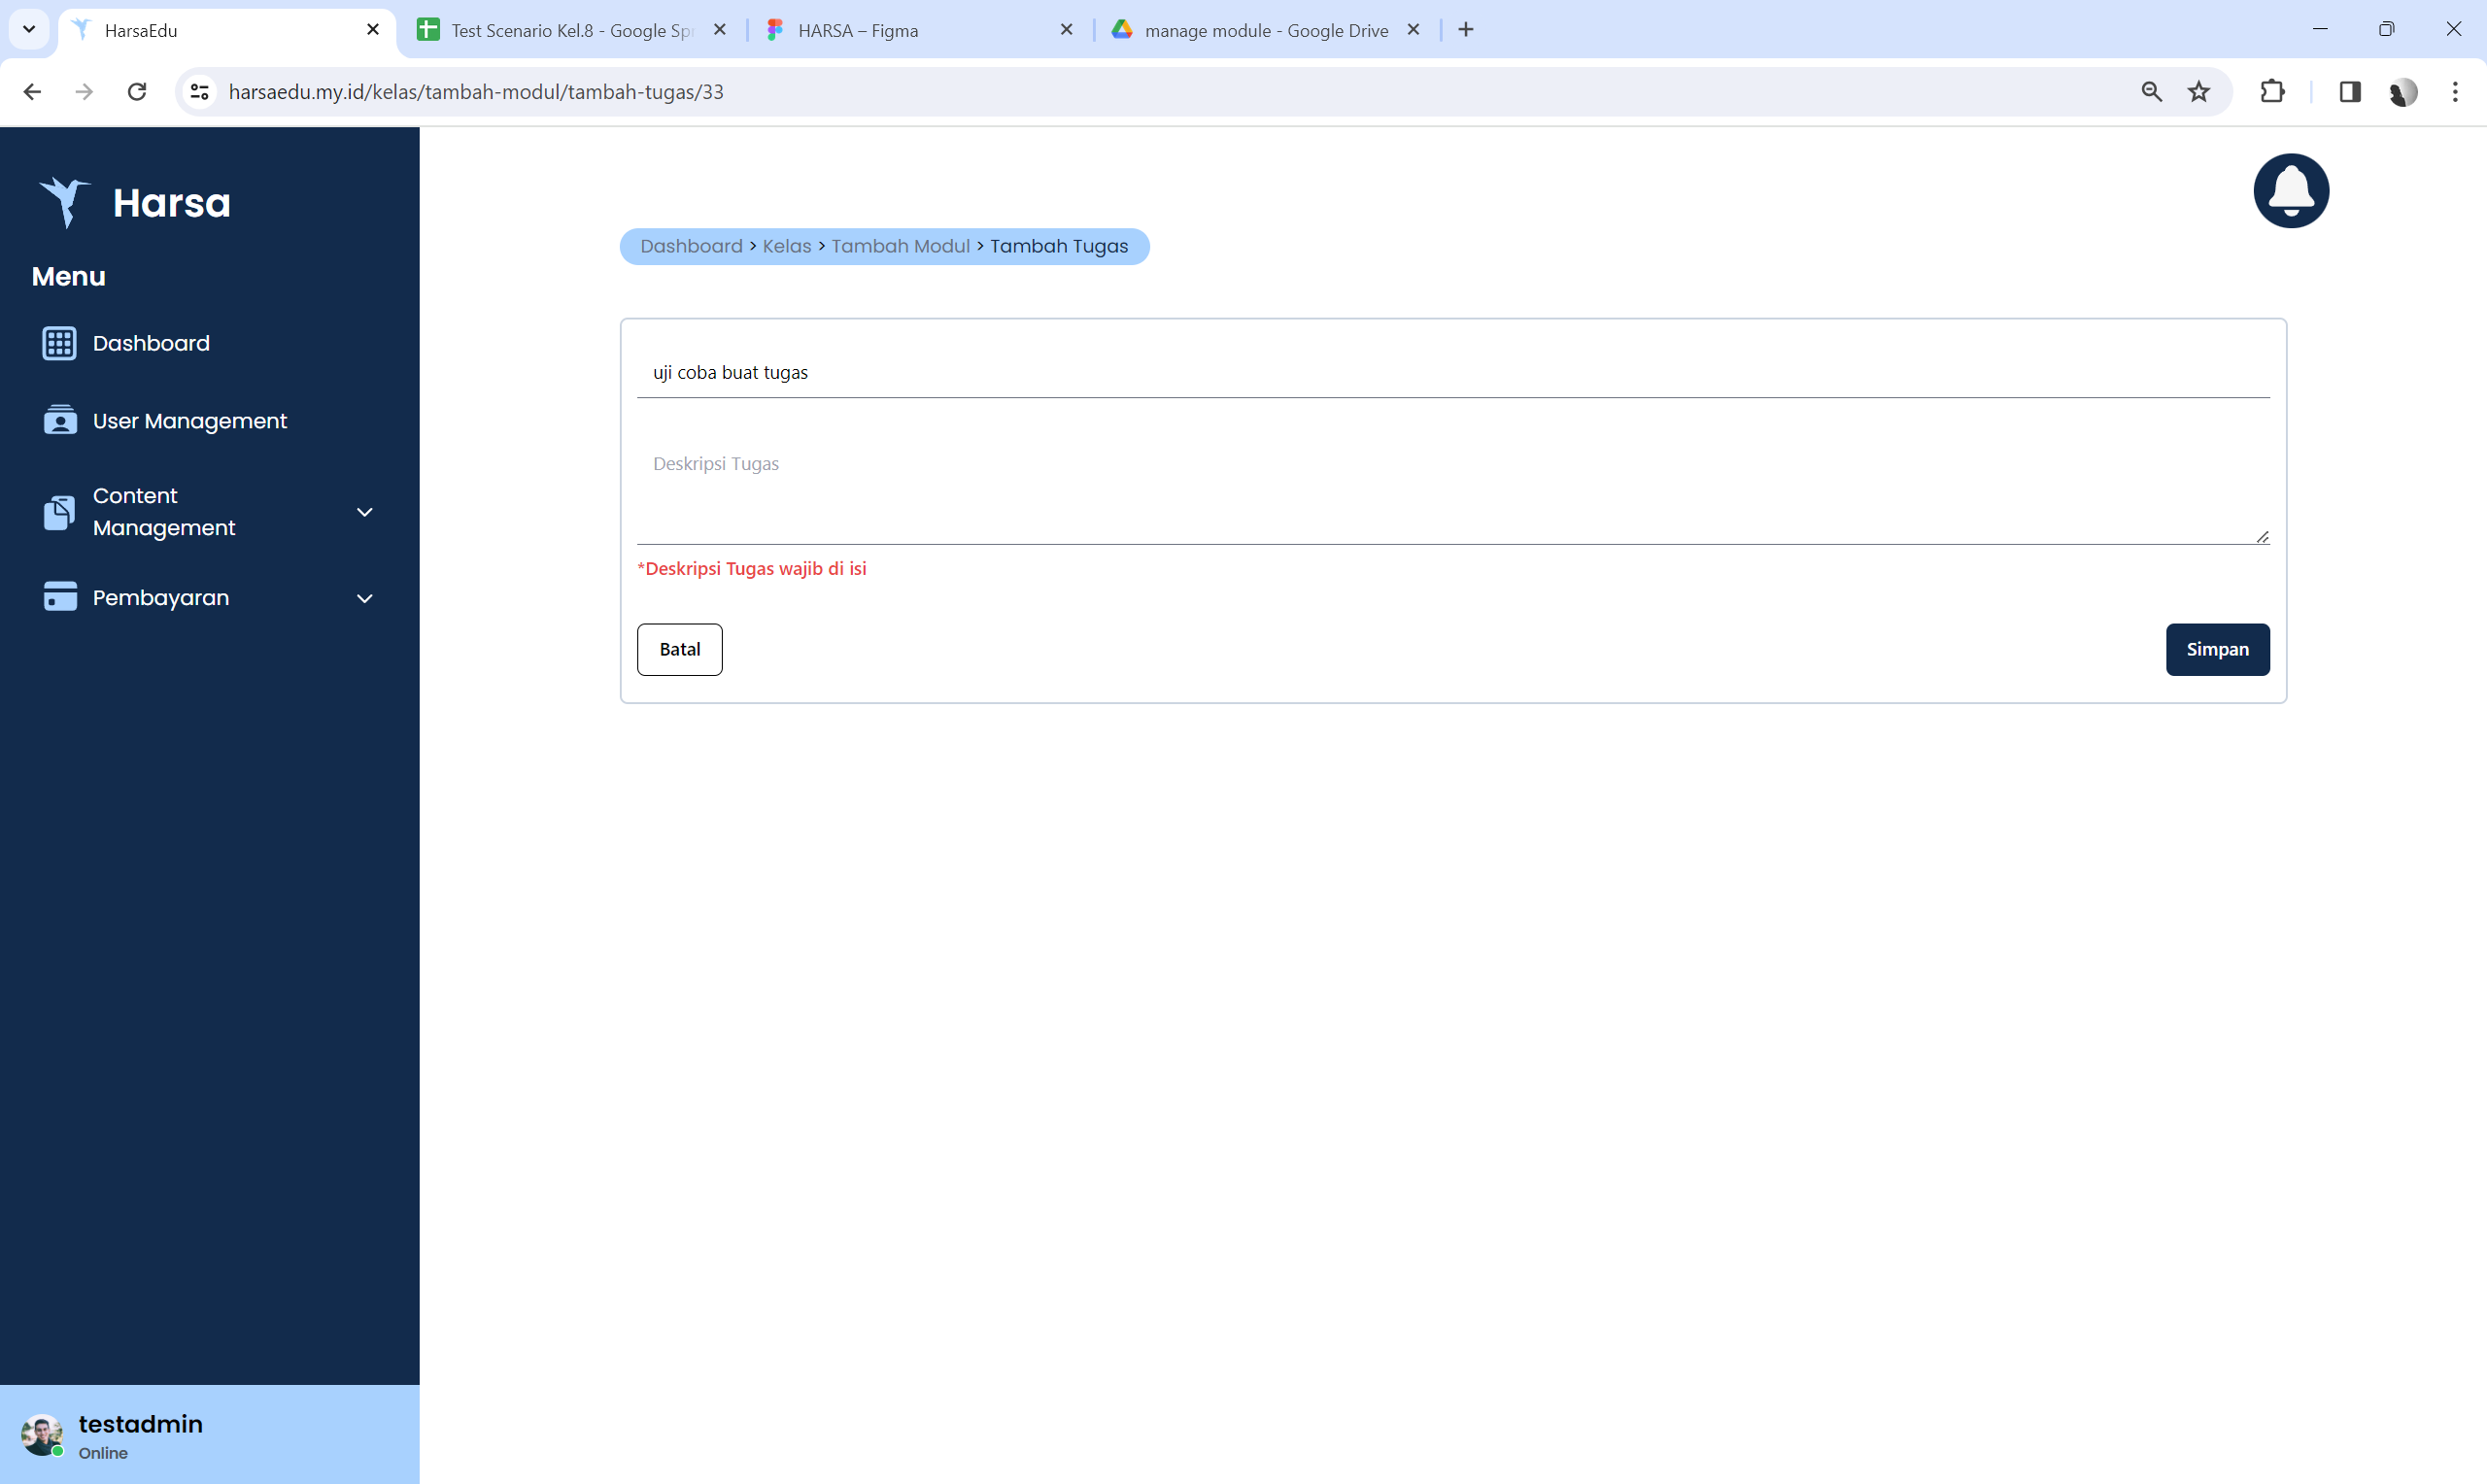 HarsaEdu
Test Scenario Kel.8 - Google Spr
HARSA – Figma
manage module - Google Drive
harsaedu.my.id/kelas/tambah-modul/tambah-tugas/33
Harsa
Menu
Dashboard
User Management
Content
Management
Pembayaran
testadmin
Online
Dashboard > Kelas > Tambah Modul > Tambah Tugas
uji coba buat tugas
Deskripsi Tugas
*Deskripsi Tugas wajib di isi
Batal
Simpan